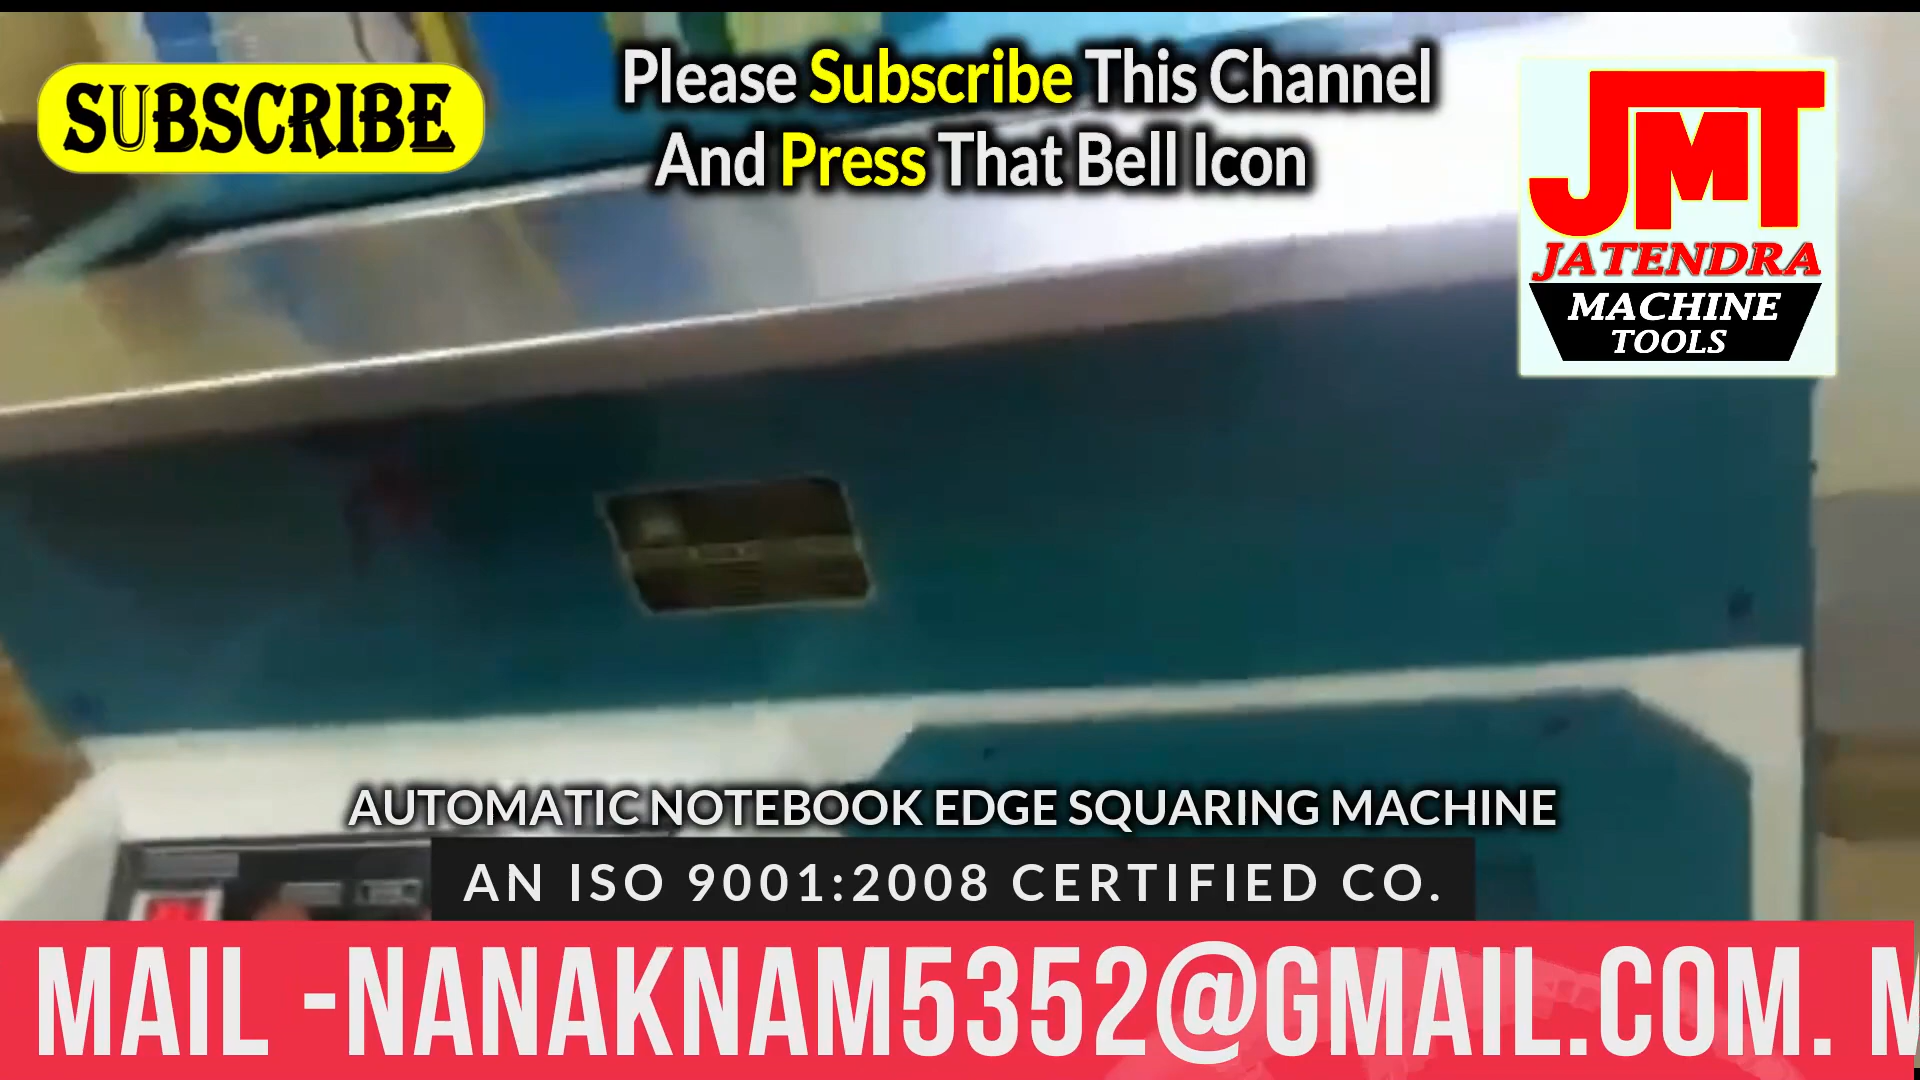 SUBSCRIBE
Please Subscribe This Channel
And Press That Bell Icon
JMT
JATENDRA
MACHINE
TOOLS
AUTOMATIC NOTEBOOK EDGE SQUARING MACHINE
AN ISO 9001:2008 CERTIFIED CO.
MAIL -NANAKNAM5352@GMAIL.COM. M